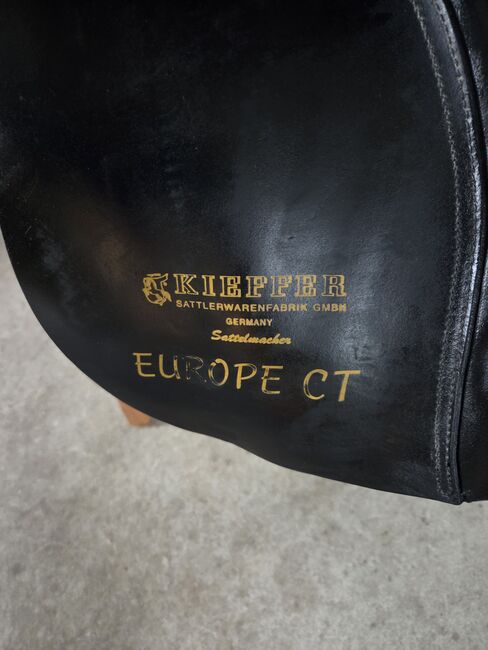 KIEFFER
SATTLERWARENFABRIK GMBH
GERMANY
Sattelmacher
EUROPE CT